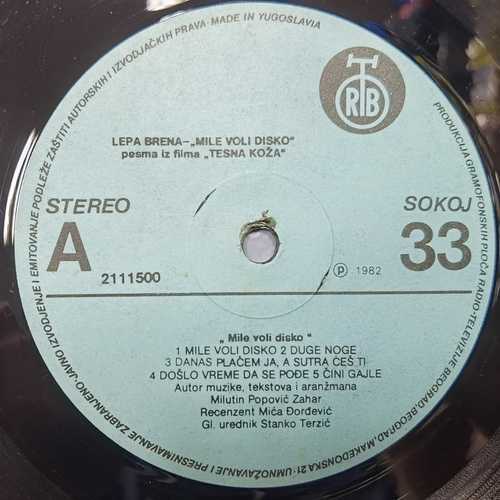 PRODUKCIJA GRAMOFONSKIH PLOČA RADIO-TELEVIZIJE BEOGRAD, BEOGRAD, MAKEDONSKA 21 · UMNOŽAVANJE I PRESNIMAVANJE ZABRANJENO · JAVNO IZVODJENJE I EMITOVANJE PODLEŽE ZAŠTITI AUTORSKIH I IZVODJAČKIH PRAVA · MADE IN YUGOSLAVIA
RTB
LEPA BRENA–„MILE VOLI DISKO“
pesma iz filma „TESNA KOŽA“
STEREO
SOKOJ
A
33
2111500
℗ 1982
„ Mile voli disko “
1 MILE VOLI DISKO 2 DUGE NOGE
3 DANAS PLAČEM JA, A SUTRA ĆEŠ TI
4 DOŠLO VREME DA SE POĐE 5 ČINI GAJLE
Autor muzike, tekstova i aranžmana
Milutin Popović Zahar
Recenzent Mića Đorđević
Gl. urednik Stanko Terzić